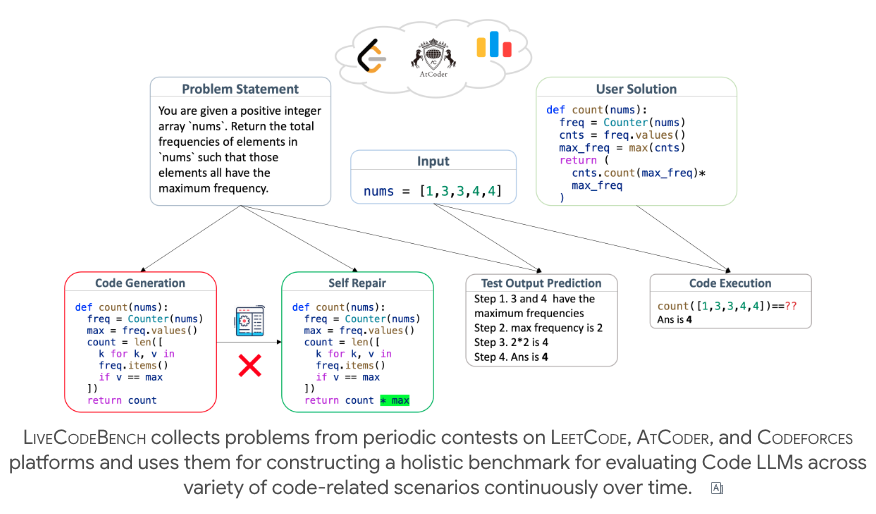 AtCoder
Problem Statement
You are given a positive integer
array `nums`. Return the total
frequencies of elements in
`nums` such that those
elements all have the
maximum frequency.
Input
nums = [1,3,3,4,4]
User Solution
def count(nums):
  freq = Counter(nums)
  cnts = freq.values()
  max_freq = max(cnts)
  return (
    cnts.count(max_freq)*
    max_freq
  )
Code Generation
def count(nums):
  freq = Counter(nums)
  max = freq.values()
  count = len([
    k for k, v in
    freq.items()
    if v == max
  ])
  return count
Self Repair
def count(nums):
  freq = Counter(nums)
  max = freq.values()
  count = len([
    k for k, v in
    freq.items()
    if v == max
  ])
  return count * max
Test Output Prediction
Step 1. 3 and 4 have the
maximum frequencies
Step 2. max frequency is 2
Step 3. 2*2 is 4
Step 4. Ans is 4
Code Execution
count([1,3,3,4,4])==??
Ans is 4
LIVECODEBENCH collects problems from periodic contests on LEETCODE, ATCODER, and CODEFORCES
platforms and uses them for constructing a holistic benchmark for evaluating Code LLMs across
variety of code-related scenarios continuously over time.